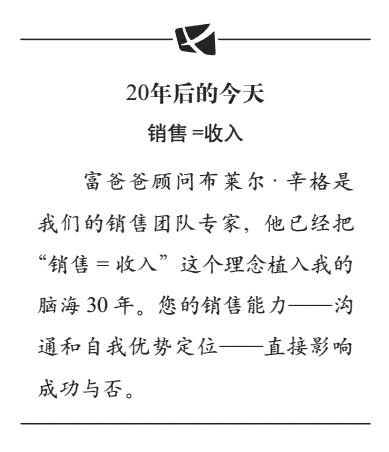 20年后的今天
销售=收入
富爸爸顾问布莱尔·辛格是
我们的销售团队专家，他已经把
“销售=收入”这个理念植入我的
脑海30年。您的销售能力——沟
通和自我优势定位——直接影响
成功与否。